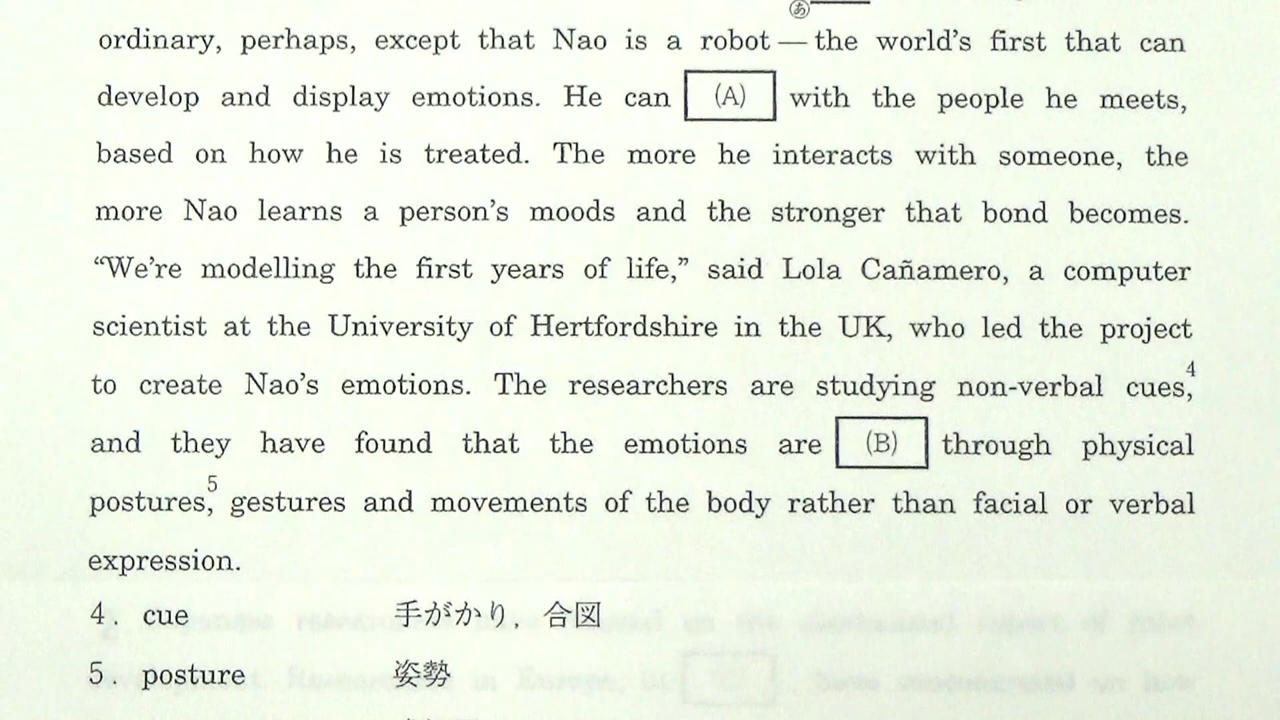 あ
ordinary, perhaps, except that Nao is a robot — the world's first that can
develop and display emotions. He can (A) with the people he meets,
based on how he is treated. The more he interacts with someone, the
more Nao learns a person's moods and the stronger that bond becomes.
“We're modelling the first years of life,” said Lola Cañamero, a computer
scientist at the University of Hertfordshire in the UK, who led the project
to create Nao's emotions. The researchers are studying non-verbal cues,4
and they have found that the emotions are (B) through physical
postures,5 gestures and movements of the body rather than facial or verbal
expression.
4. cue 手がかり，合図
5. posture 姿勢